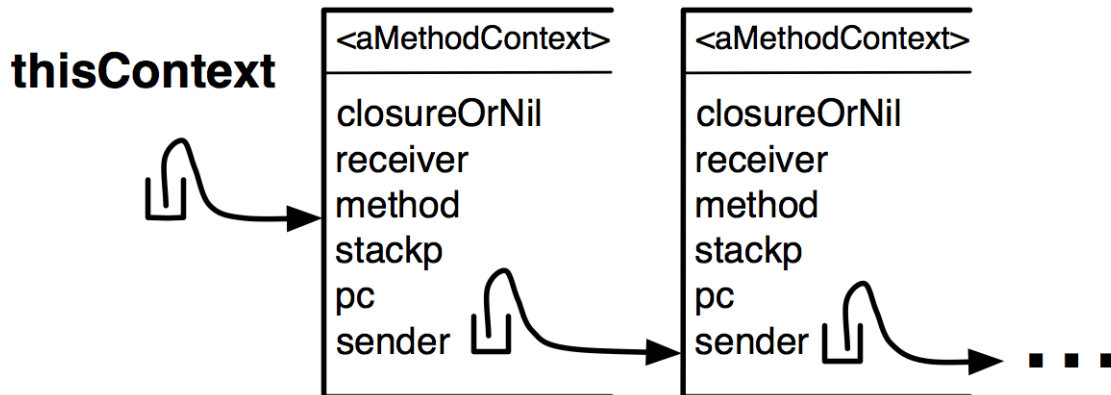 thisContext
<aMethodContext>
closureOrNil
receiver
method
stackp
pc
sender
<aMethodContext>
closureOrNil
receiver
method
stackp
pc
sender
...